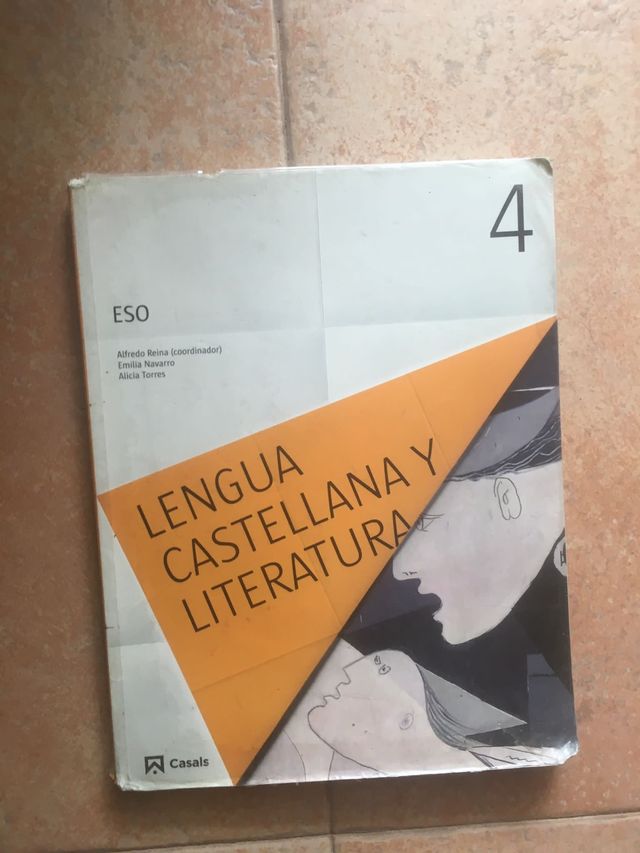 4
ESO
Alfredo Reina (coordinador)
Emilia Navarro
Alicia Torres
LENGUA
CASTELLANA Y
LITERATURA
Casals